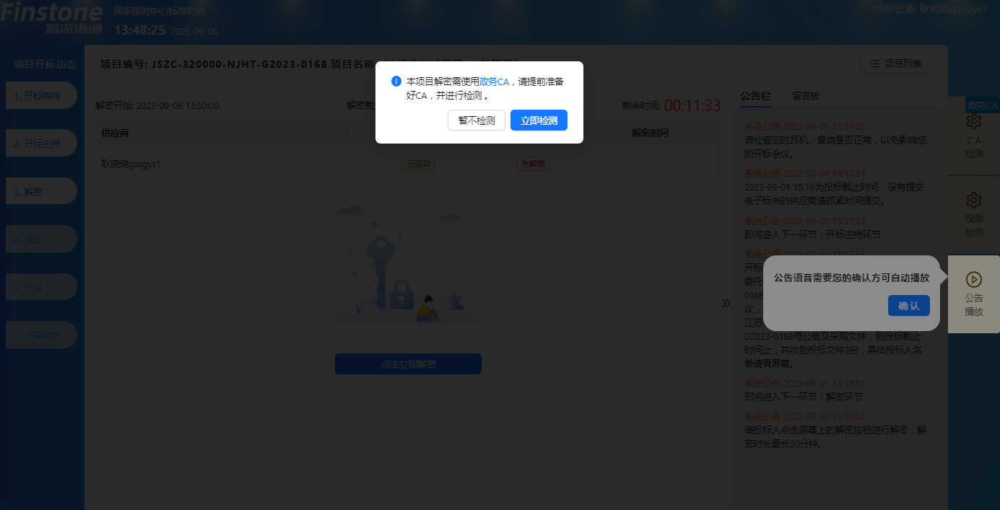 Finstone
富深协通
国家授时中心标准时间
13:48:25 2023-09-06
当前登录: 耿晓晓gxxgys1
项目开标动态
1. 开标等待
2. 开标主持
3. 解密
4. 唱标
5. 评审
6. 评审结束
项目编号: JSZC-320000-NJHT-G2023-0168 项目名称
项目列表
本项目解密需使用政务CA，请提前准备
好CA，并进行检测 。
暂不检测
立即检测
解密开始: 2023-09-06 13:30:00
解密截
剩余时间: 00:11:33
供应商
解密时间
耿晓晓gxxgys1
已签到
未解密
点击立即解密
公告栏
留言板
系统公告 2023-09-01 15:17:50
请检查您的耳机、音响是否正常，以免影响您
的开标会议。
系统公告 2023-09-01 15:17:51
2023-09-01 15:16为投标截止时间，没有提交
电子标书的供应商请抓紧时间提交。
系统公告 2023-09-01 15:17:53
即将进入下一环节：开标主持环节
系统公告 2023-09-01 15:17:58
开标
委托
0168
议，
江苏
G2023-0168号公告及采购文件，到投标截止
时间止，共收到投标文件3份，具体投标人名
单请看屏幕。
系统公告 2023-09-01 15:18:58
即将进入下一环节：解密环节
系统公告 2023-09-01 15:19:03
请投标人点击屏幕上的解密按钮进行解密，解
密时长最长30分钟。
公告语音需要您的确认方可自动播放
确 认
政务CA
C A
检测
视频
检测
公告
播放